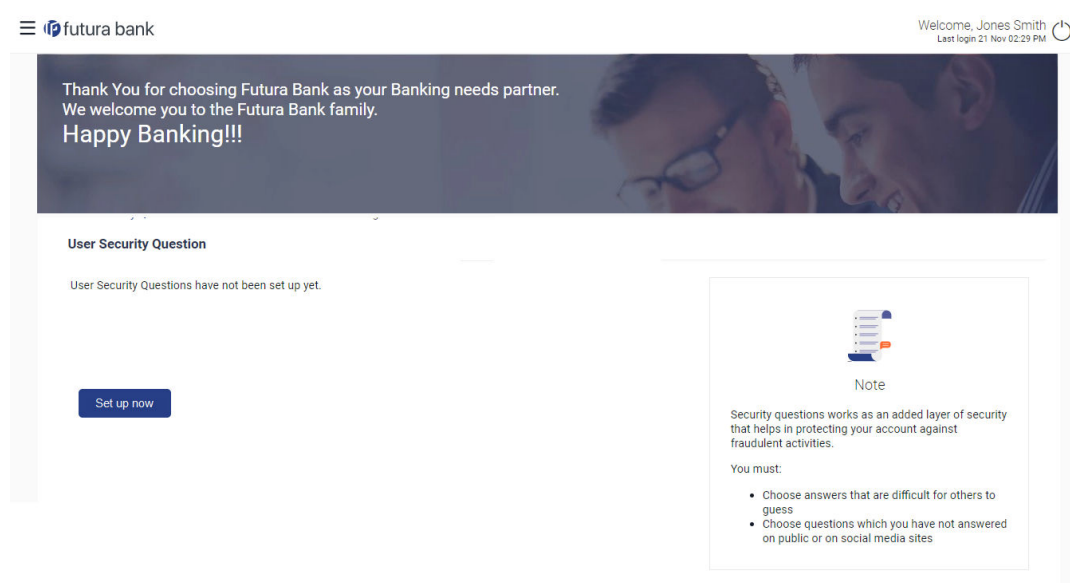 futura bank
Welcome, Jones Smith
Last login 21 Nov 02:29 PM
Thank You for choosing Futura Bank as your Banking needs partner.
We welcome you to the Futura Bank family.
Happy Banking!!!
User Security Question
User Security Questions have not been set up yet.
Set up now
Note
Security questions works as an added layer of security
that helps in protecting your account against
fraudulent activities.
You must:
• Choose answers that are difficult for others to
guess
• Choose questions which you have not answered
on public or on social media sites